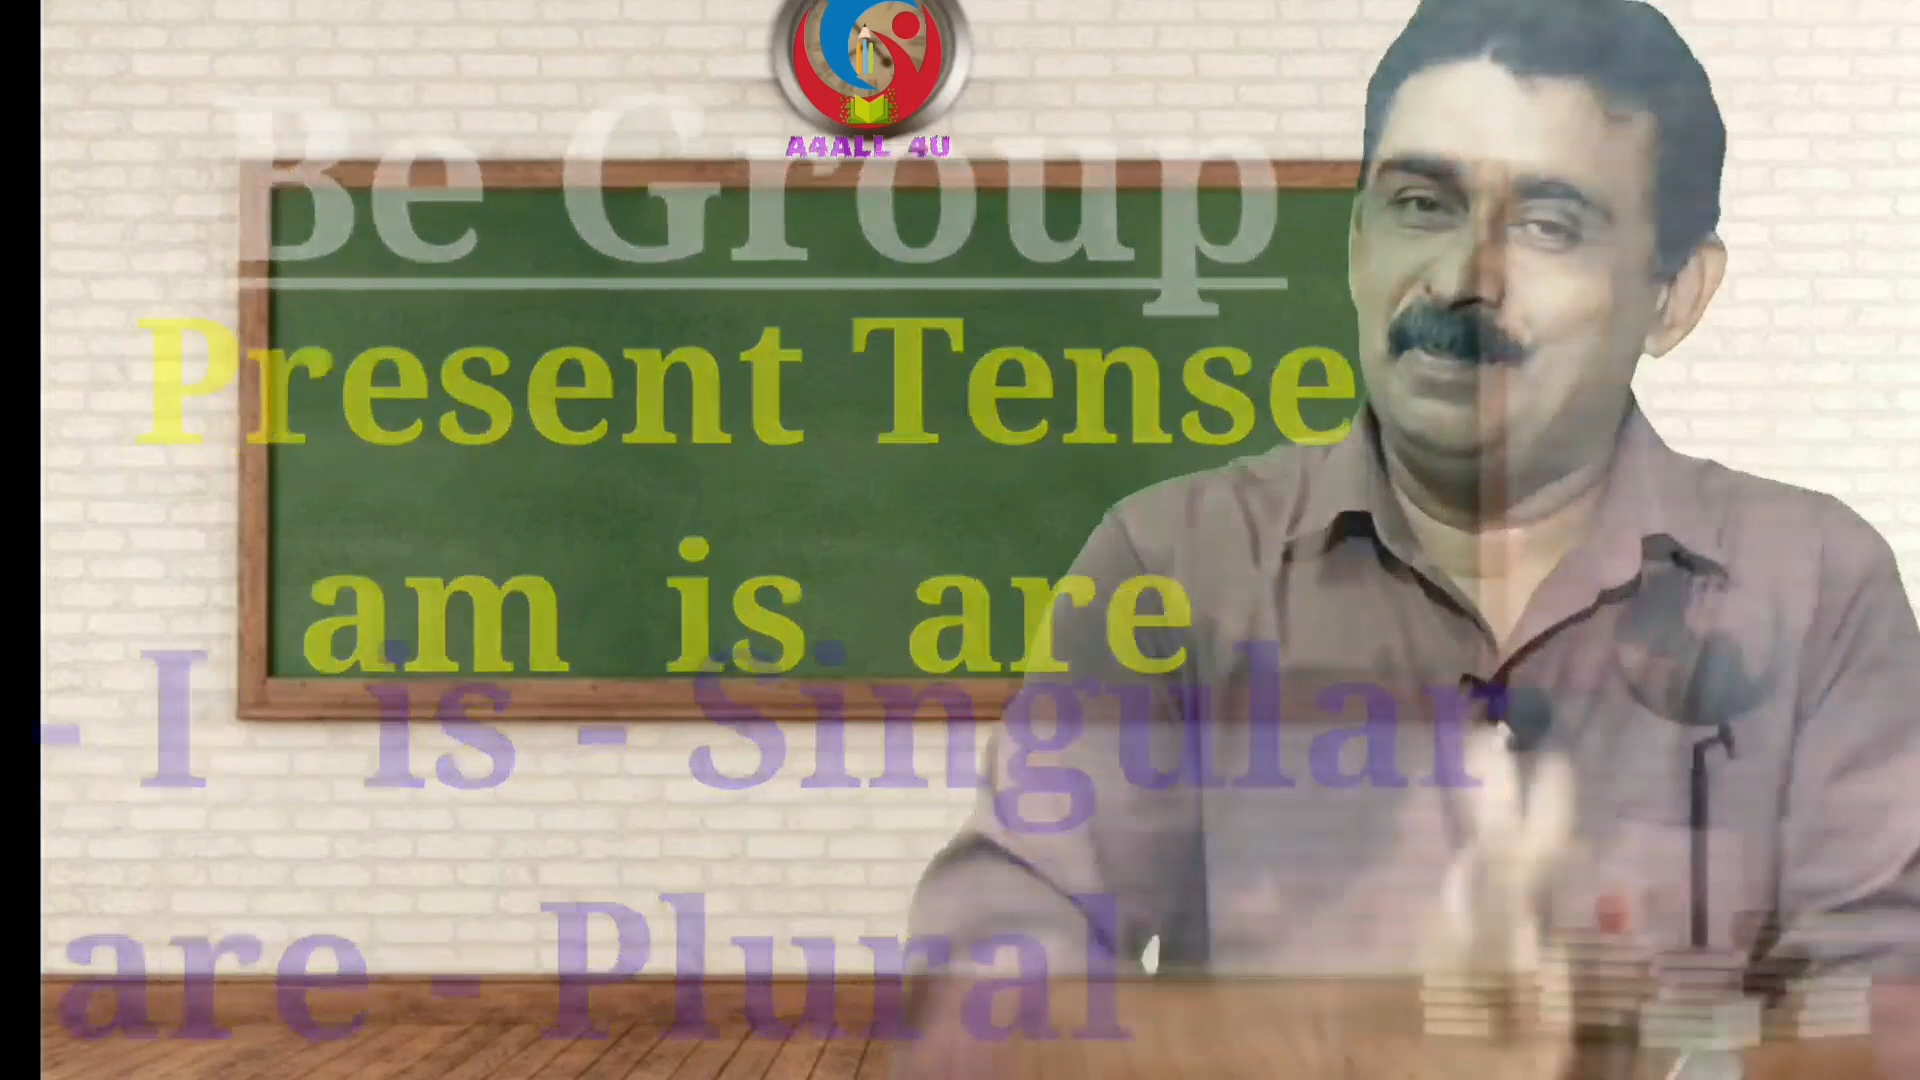 A4ALL 4U
Be Group
Present Tense
am is are
- I is - Singular
are - Plural